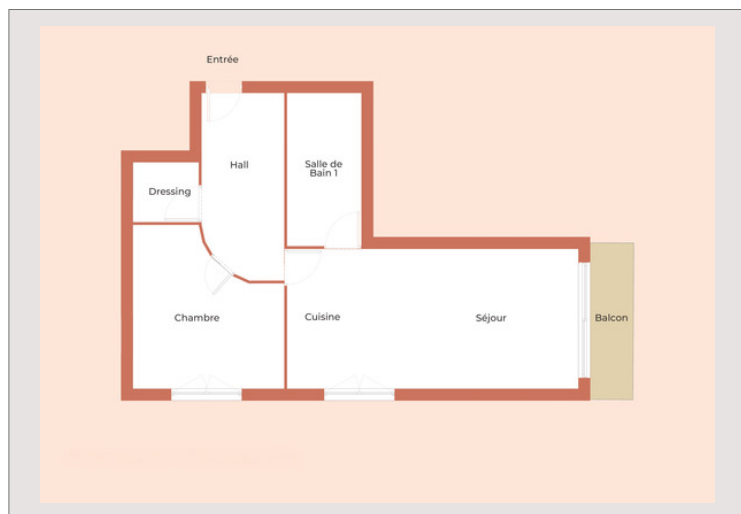 Entrée
Hall
Salle de
Bain 1
Dressing
Chambre
Cuisine
Séjour
Balcon